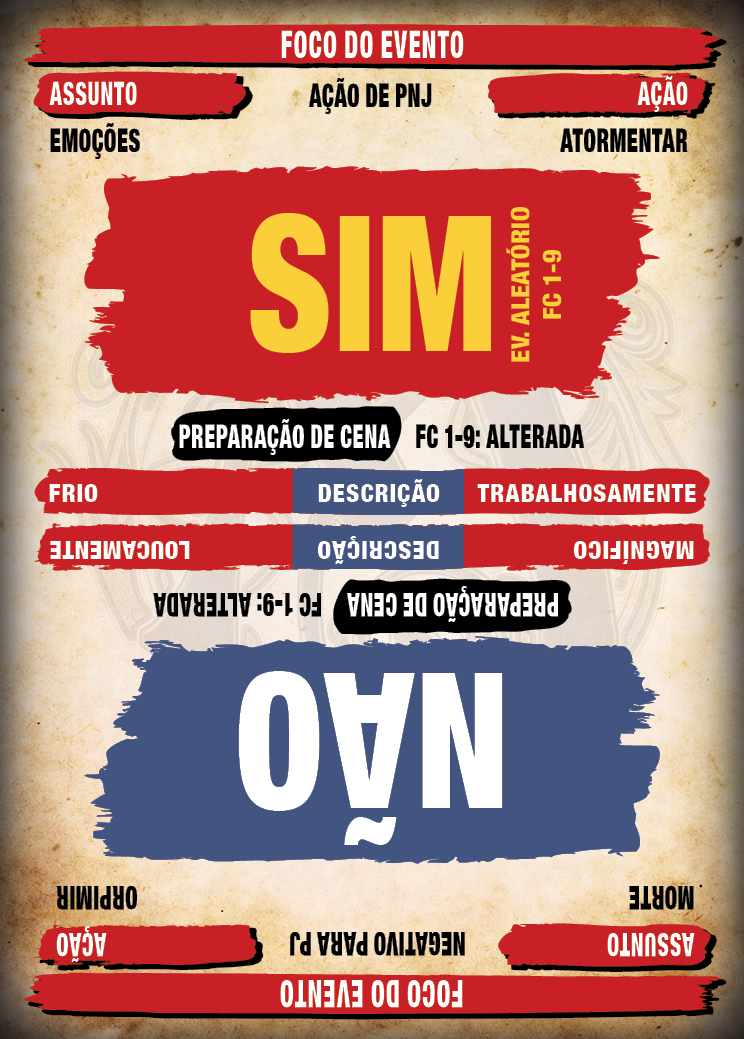 FOCO DO EVENTO
ASSUNTO AÇÃO DE PNJ AÇÃO
EMOÇÕES ATORMENTAR
SIM
EV. ALEATÓRIO
FC 1-9
PREPARAÇÃO DE CENA FC 1-9: ALTERADA
FRIO DESCRIÇÃO TRABALHOSAMENTE
FOCO DO EVENTO
ASSUNTO NEGATIVO PARA PJ AÇÃO
MORTE ORPIMIR
NÃO
PREPARAÇÃO DE CENA FC 1-9: ALTERADA
MAGNÍFICO DESCRIÇÃO LOUCAMENTE